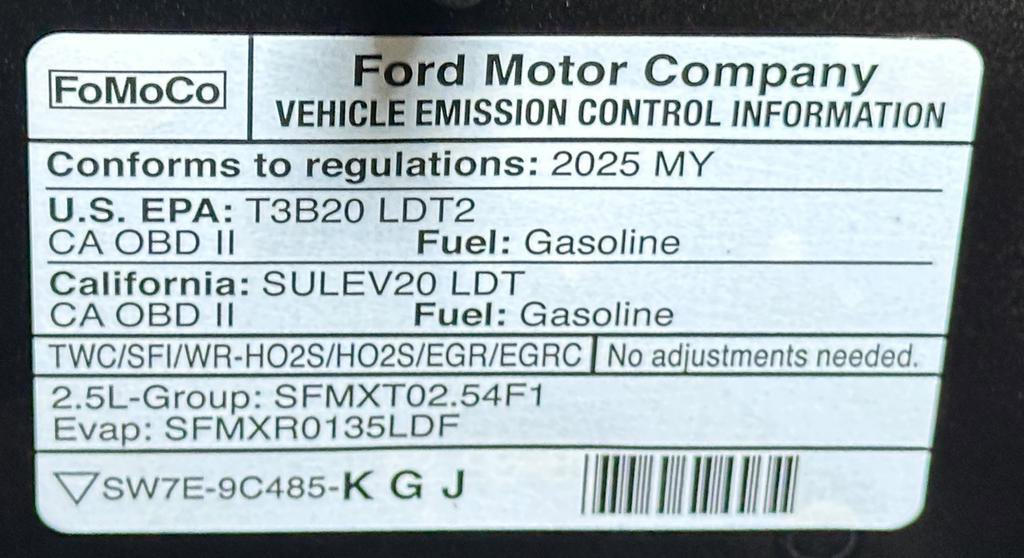 FoMoCo
Ford Motor Company
VEHICLE EMISSION CONTROL INFORMATION
Conforms to regulations: 2025 MY
U.S. EPA: T3B20 LDT2
CA OBD II Fuel: Gasoline
California: SULEV20 LDT
CA OBD II Fuel: Gasoline
TWC/SFI/WR-HO2S/HO2S/EGR/EGRC No adjustments needed.
2.5L-Group: SFMXT02.54F1
Evap: SFMXR0135LDF
SW7E-9C485-K G J